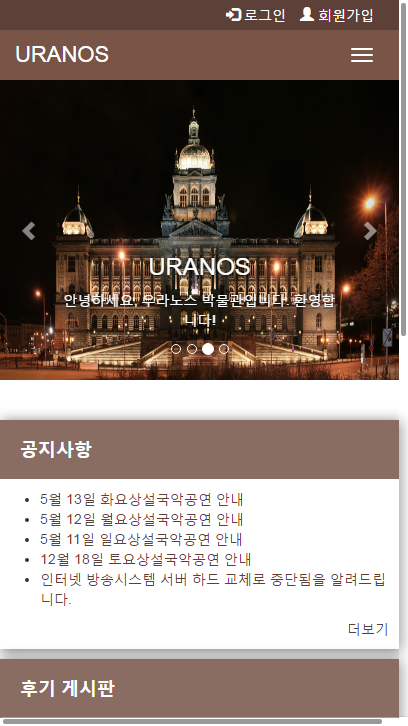 로그인 회원가입
URANOS
URANOS
안녕하세요, 우라노스 박물관입니다. 환영합
니다!
공지사항
5월 13일 화요상설국악공연 안내
5월 12일 월요상설국악공연 안내
5월 11일 일요상설국악공연 안내
12월 18일 토요상설국악공연 안내
인터넷 방송시스템 서버 하드 교체로 중단됨을 알려드립
니다.
더보기
후기 게시판